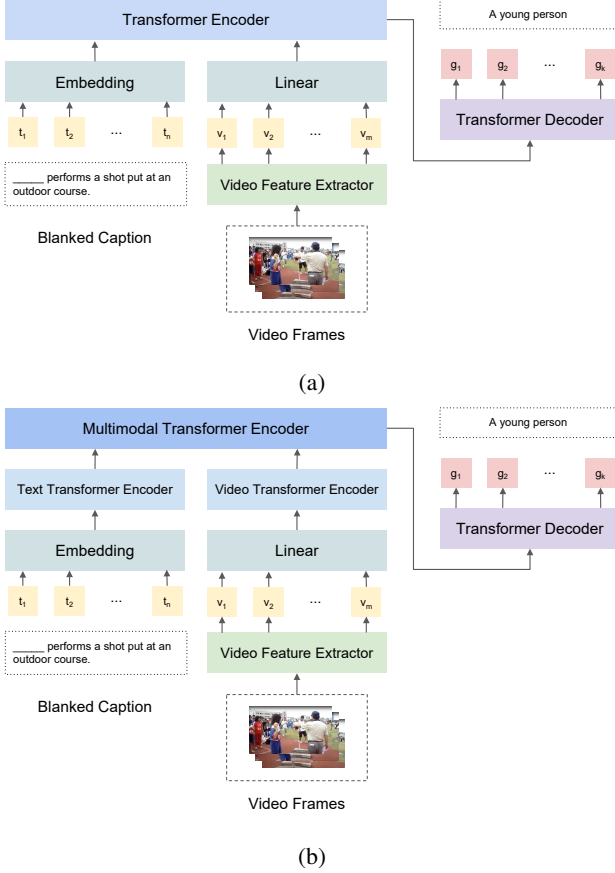 Transformer Encoder
A young person
g1 g2 ... gk
Embedding
Linear
Transformer Decoder
t1 t2 ... tn
v1 v2 ... vm
_____ performs a shot put at an
outdoor course.
Video Feature Extractor
Blanked Caption
Video Frames
(a)
Multimodal Transformer Encoder
A young person
Text Transformer Encoder
Video Transformer Encoder
g1 g2 ... gk
Embedding
Linear
Transformer Decoder
t1 t2 ... tn
v1 v2 ... vm
_____ performs a shot put at an
outdoor course.
Video Feature Extractor
Blanked Caption
Video Frames
(b)